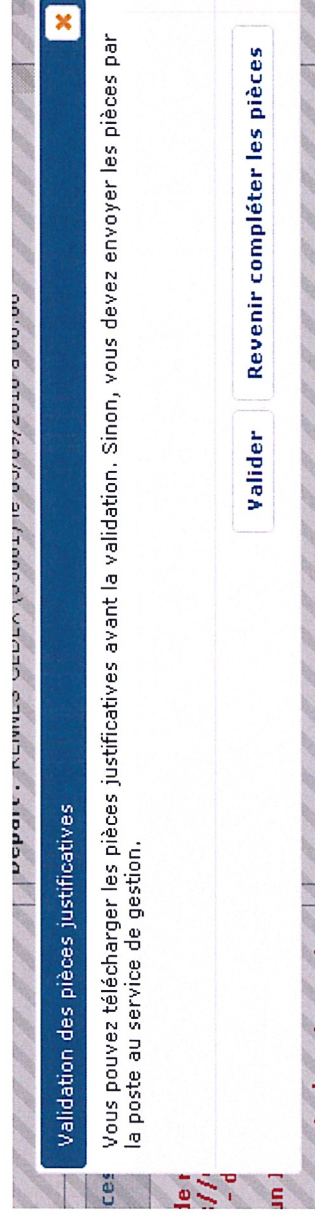 Validation des pièces justificatives
Vous pouvez télécharger les pièces justificatives avant la validation. Sinon, vous devez envoyer les pièces par
la poste au service de gestion.
Valider
Revenir compléter les pièces